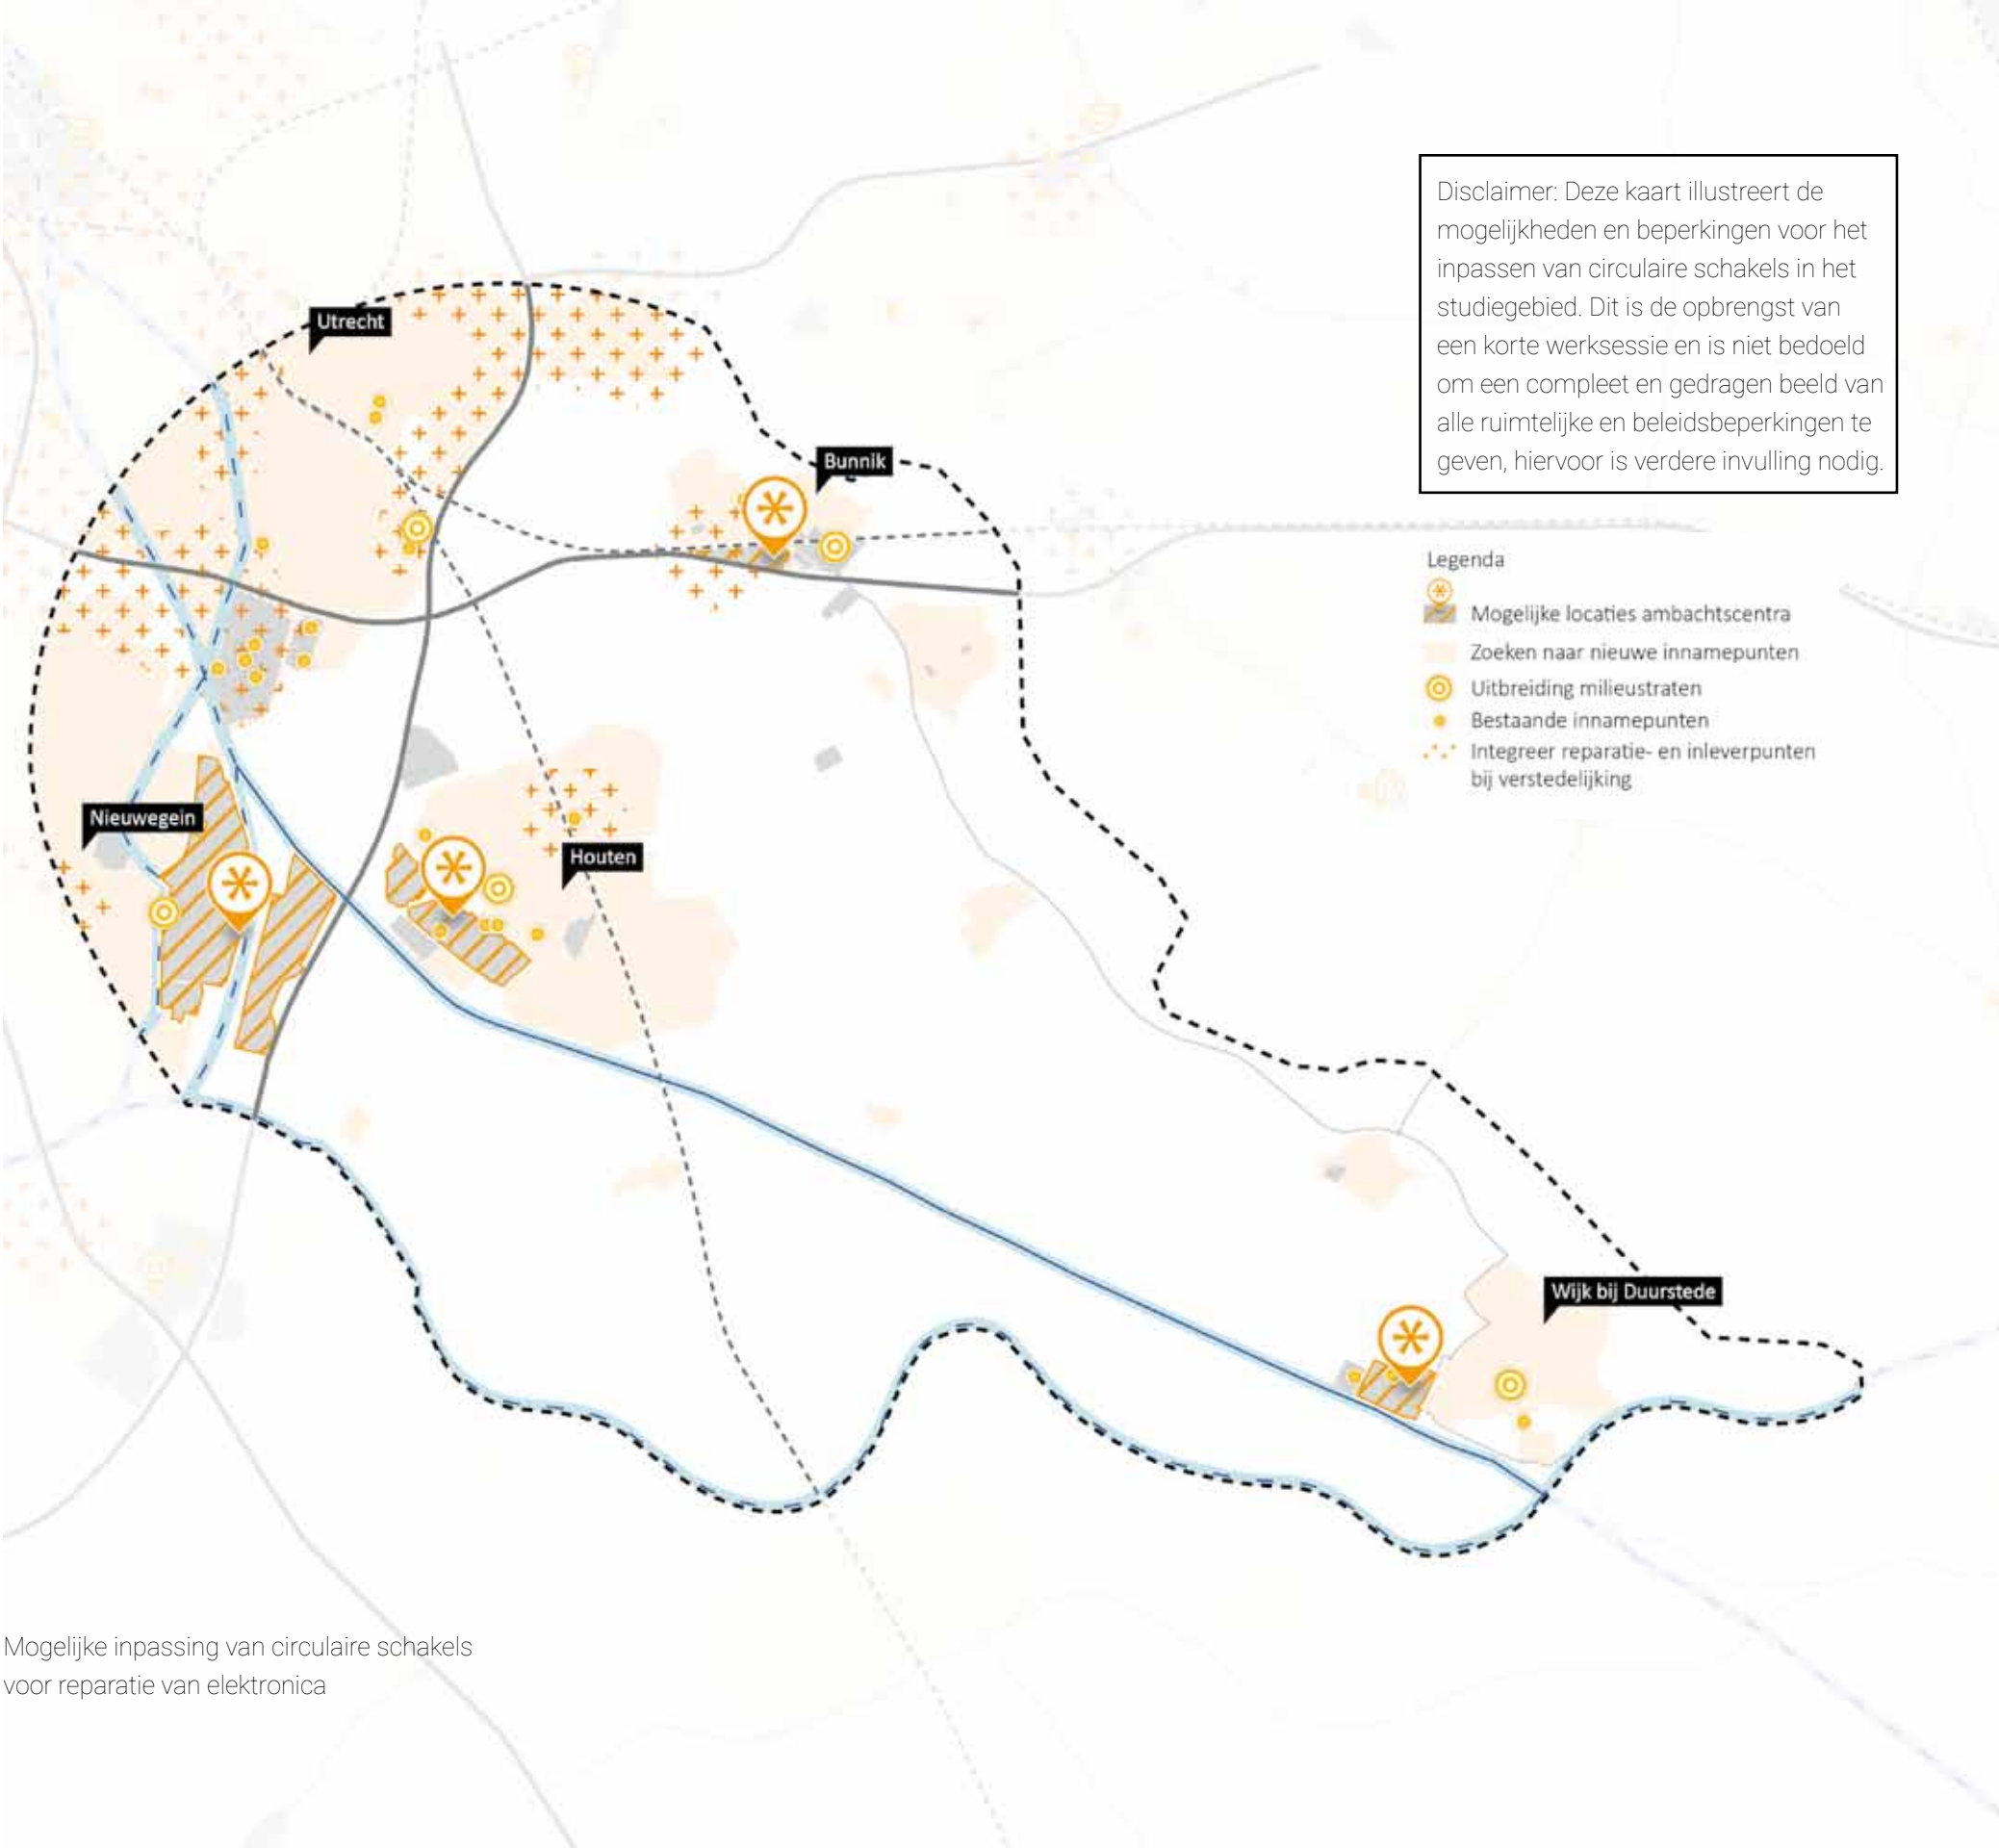 Disclaimer: Deze kaart illustreert de
mogelijkheden en beperkingen voor het
inpassen van circulaire schakels in het
studiegebied. Dit is de opbrengst van
een korte werksessie en is niet bedoeld
om een compleet en gedragen beeld van
alle ruimtelijke en beleidsbeperkingen te
geven, hiervoor is verdere invulling nodig.
Utrecht
Bunnik
Legenda
Mogelijke locaties ambachtscentra
Zoeken naar nieuwe innamepunten
Uitbreiding milieustraten
Bestaande innamepunten
Integreer reparatie- en inleverpunten
bij verstedelijking
Nieuwegein
Houten
Wijk bij Duurstede
Mogelijke inpassing van circulaire schakels
voor reparatie van elektronica